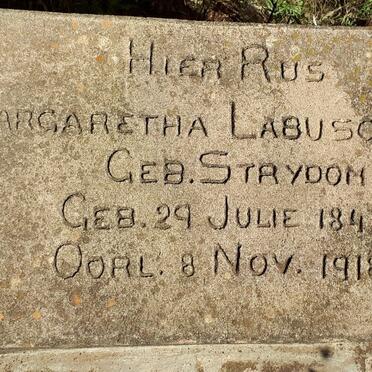 HIER RUS
ARGARETHA LABUSC
GEB. STRYDOM
GEB. 29 JULIE 184
OORL. 8 NOV. 1918